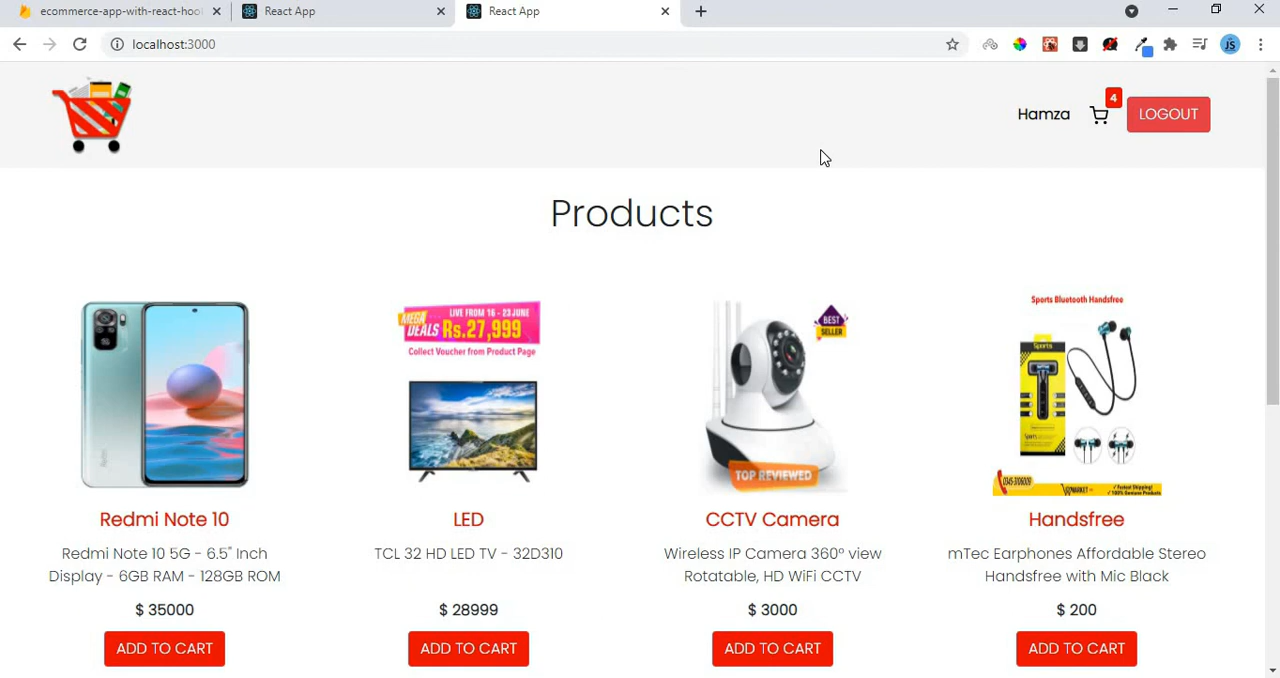 ecommerce-app-with-react-hool
React App
React App
localhost:3000
JS
Hamza
4
LOGOUT
Products
MEGA DEALS
LIVE FROM 16 - 23 JUNE
Rs.27,999
Collect Voucher from Product Page
BEST SELLER
TOP REVIEWED
Sports Bluetooth Handsfree
Sports
Redmi Note 10
Redmi Note 10 5G - 6.5" Inch
Display - 6GB RAM - 128GB ROM
$ 35000
ADD TO CART
LED
TCL 32 HD LED TV - 32D310
$ 28999
ADD TO CART
CCTV Camera
Wireless IP Camera 360° view
Rotatable, HD WiFi CCTV
$ 3000
ADD TO CART
Handsfree
mTec Earphones Affordable Stereo
Handsfree with Mic Black
$ 200
ADD TO CART